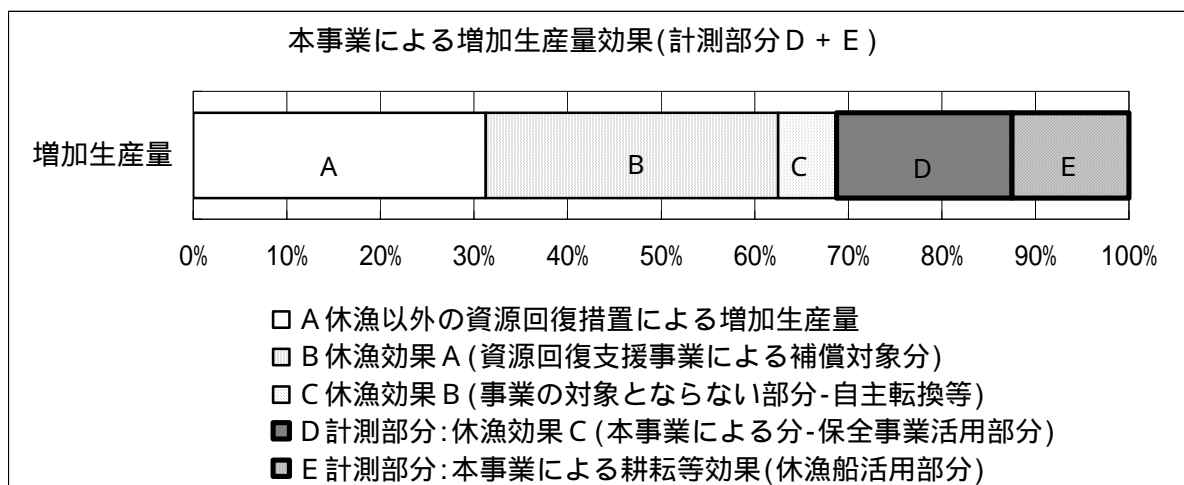 本事業による増加生産量効果(計測部分D + E )
増加生産量
A
B
C
D
E
0% 10% 20% 30% 40% 50% 60% 70% 80% 90% 100%
□ A休漁以外の資源回復措置による増加生産量
□ B休漁効果A(資源回復支援事業による補償対象分)
□ C休漁効果B(事業の対象とならない部分-自主転換等)
■ D計測部分:休漁効果C(本事業による分-保全事業活用部分)
■ E計測部分:本事業による耕耘等効果(休漁船活用部分)